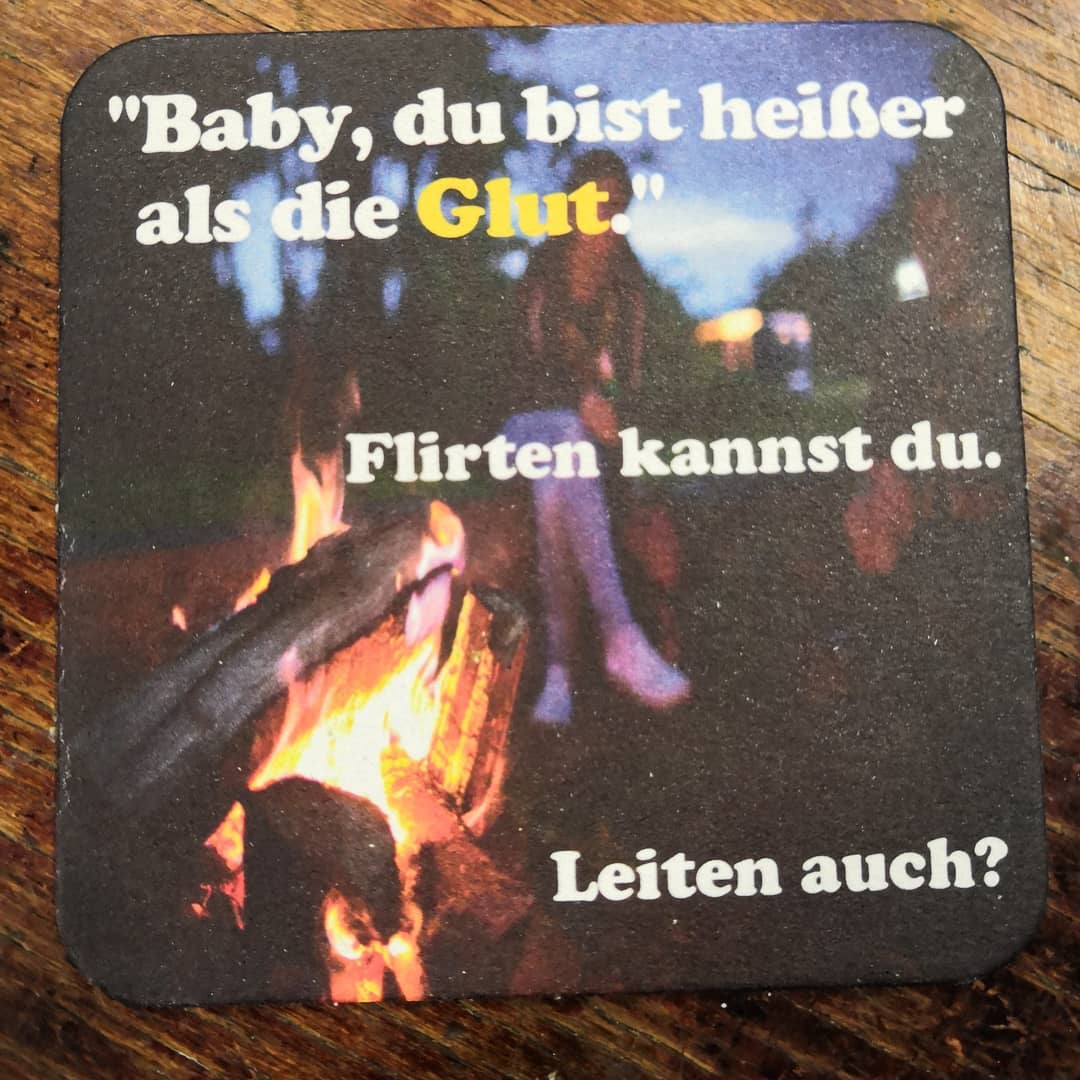 "Baby, du bist heißer
als die Glut."
Flirten kannst du.
Leiten auch?